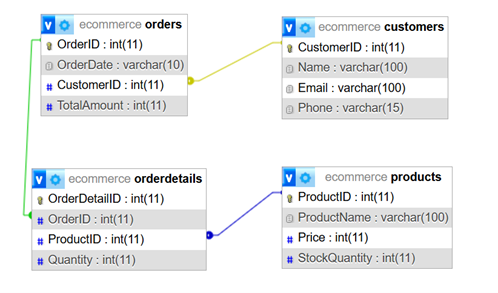 V ecommerce orders
OrderID : int(11)
OrderDate : varchar(10)
CustomerID : int(11)
TotalAmount : int(11)
V ecommerce customers
CustomerID : int(11)
Name : varchar(100)
Email : varchar(100)
Phone : varchar(15)
V ecommerce orderdetails
OrderDetailID : int(11)
OrderID : int(11)
ProductID : int(11)
Quantity : int(11)
V ecommerce products
ProductID : int(11)
ProductName : varchar(100)
Price : int(11)
StockQuantity : int(11)